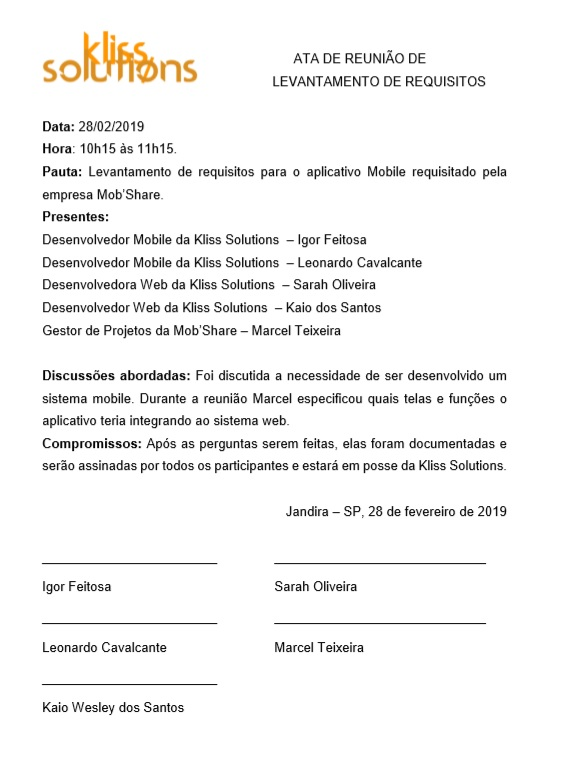 kliss
solutions
ATA DE REUNIÃO DE
LEVANTAMENTO DE REQUISITOS
Data: 28/02/2019
Hora: 10h15 às 11h15.
Pauta: Levantamento de requisitos para o aplicativo Mobile requisitado pela
empresa Mob'Share.
Presentes:
Desenvolvedor Mobile da Kliss Solutions – Igor Feitosa
Desenvolvedor Mobile da Kliss Solutions – Leonardo Cavalcante
Desenvolvedora Web da Kliss Solutions – Sarah Oliveira
Desenvolvedor Web da Kliss Solutions – Kaio dos Santos
Gestor de Projetos da Mob'Share – Marcel Teixeira
Discussões abordadas: Foi discutida a necessidade de ser desenvolvido um
sistema mobile. Durante a reunião Marcel especificou quais telas e funções o
aplicativo teria integrando ao sistema web.
Compromissos: Após as perguntas serem feitas, elas foram documentadas e
serão assinadas por todos os participantes e estará em posse da Kliss Solutions.
Jandira – SP, 28 de fevereiro de 2019
Igor Feitosa
Sarah Oliveira
Leonardo Cavalcante
Marcel Teixeira
Kaio Wesley dos Santos